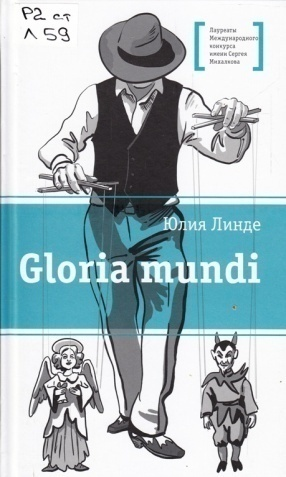 Р2 ст
Л 59
Лауреаты
Международного
конкурса
имени Сергея
Михалкова
Юлия Линде
Gloria mundi